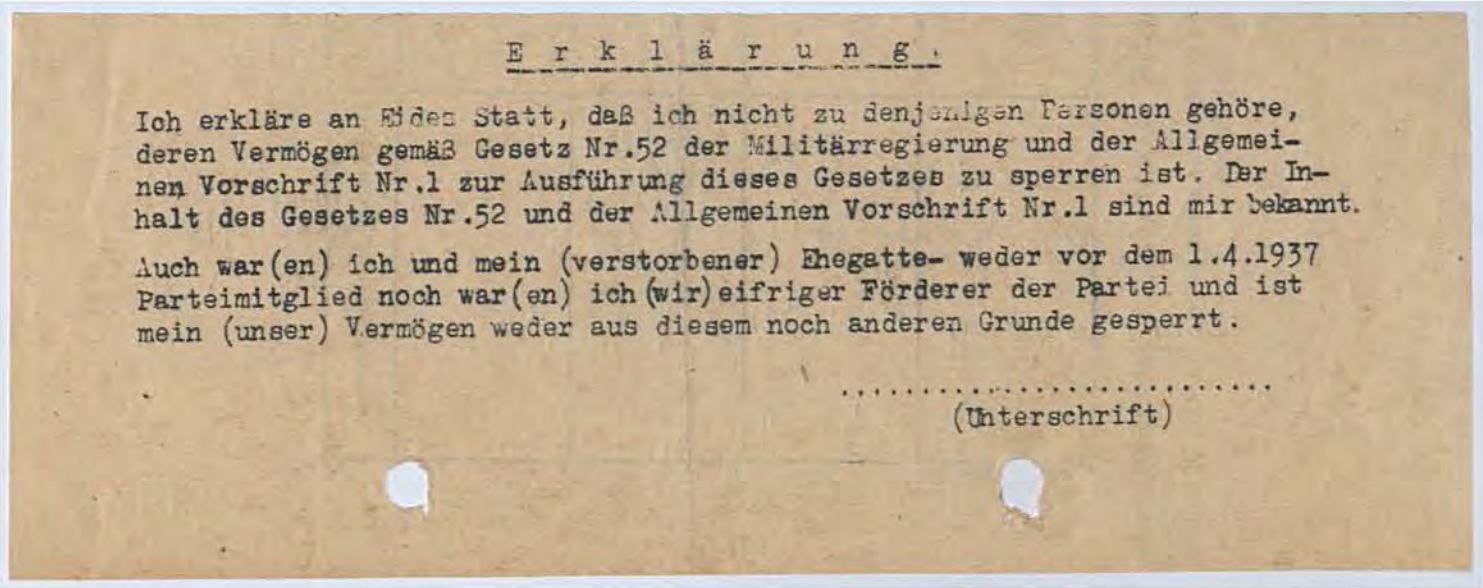 Erklärung.
Ich erkläre an Eides Statt, daß ich nicht zu denjenigen Personen gehöre,
deren Vermögen gemäß Gesetz Nr.52 der Militärregierung und der Allgemei-
nen Vorschrift Nr.1 zur Ausführung dieses Gesetzes zu sperren ist. Der In-
halt des Gesetzes Nr.52 und der Allgemeinen Vorschrift Nr.1 sind mir bekannt.
Auch war(en) ich und mein (verstorbener) Ehegatte- weder vor dem 1.4.1937
Parteimitglied noch war(en) ich (wir) eifriger Förderer der Partei und ist
mein (unser) Vermögen weder aus diesem noch anderen Grunde gesperrt.
............................
(Unterschrift)